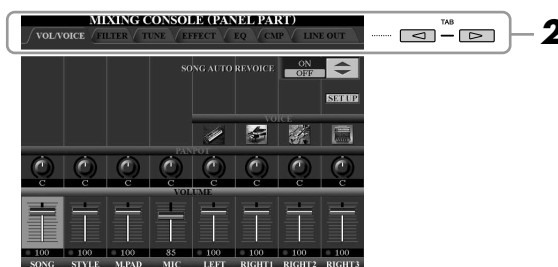 MIXING CONSOLE (PANEL PART)
VOL/VOICE FILTER TUNE EFFECT EQ CMP LINE OUT
TAB
2
SONG AUTO REVOICE ON
OFF
SETUP
VOICE
PANPOT
C C C C C C C C
VOLUME
100 100 100 85 100 100 100 100
SONG STYLE M.PAD MIC LEFT RIGHT1 RIGHT2 RIGHT3